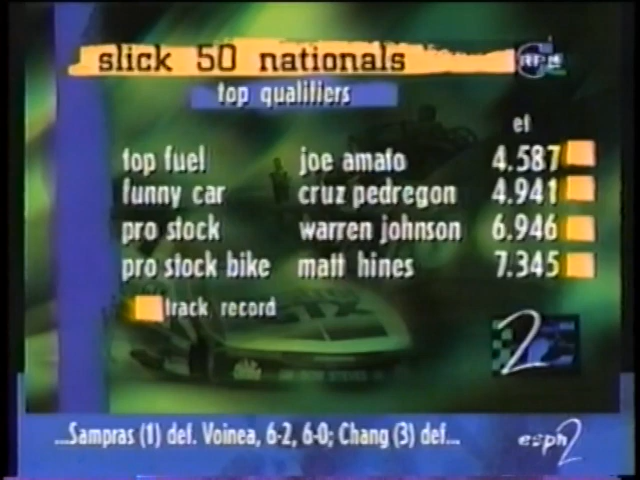 slick 50 nationals
top qualifiers
et
top fuel joe amato 4.587
funny car cruz pedregon 4.941
pro stock warren johnson 6.946
pro stock bike matt hines 7.345
track record
2
...Sampras (1) def. Voinea, 6-2, 6-0; Chang (3) def...
espn2